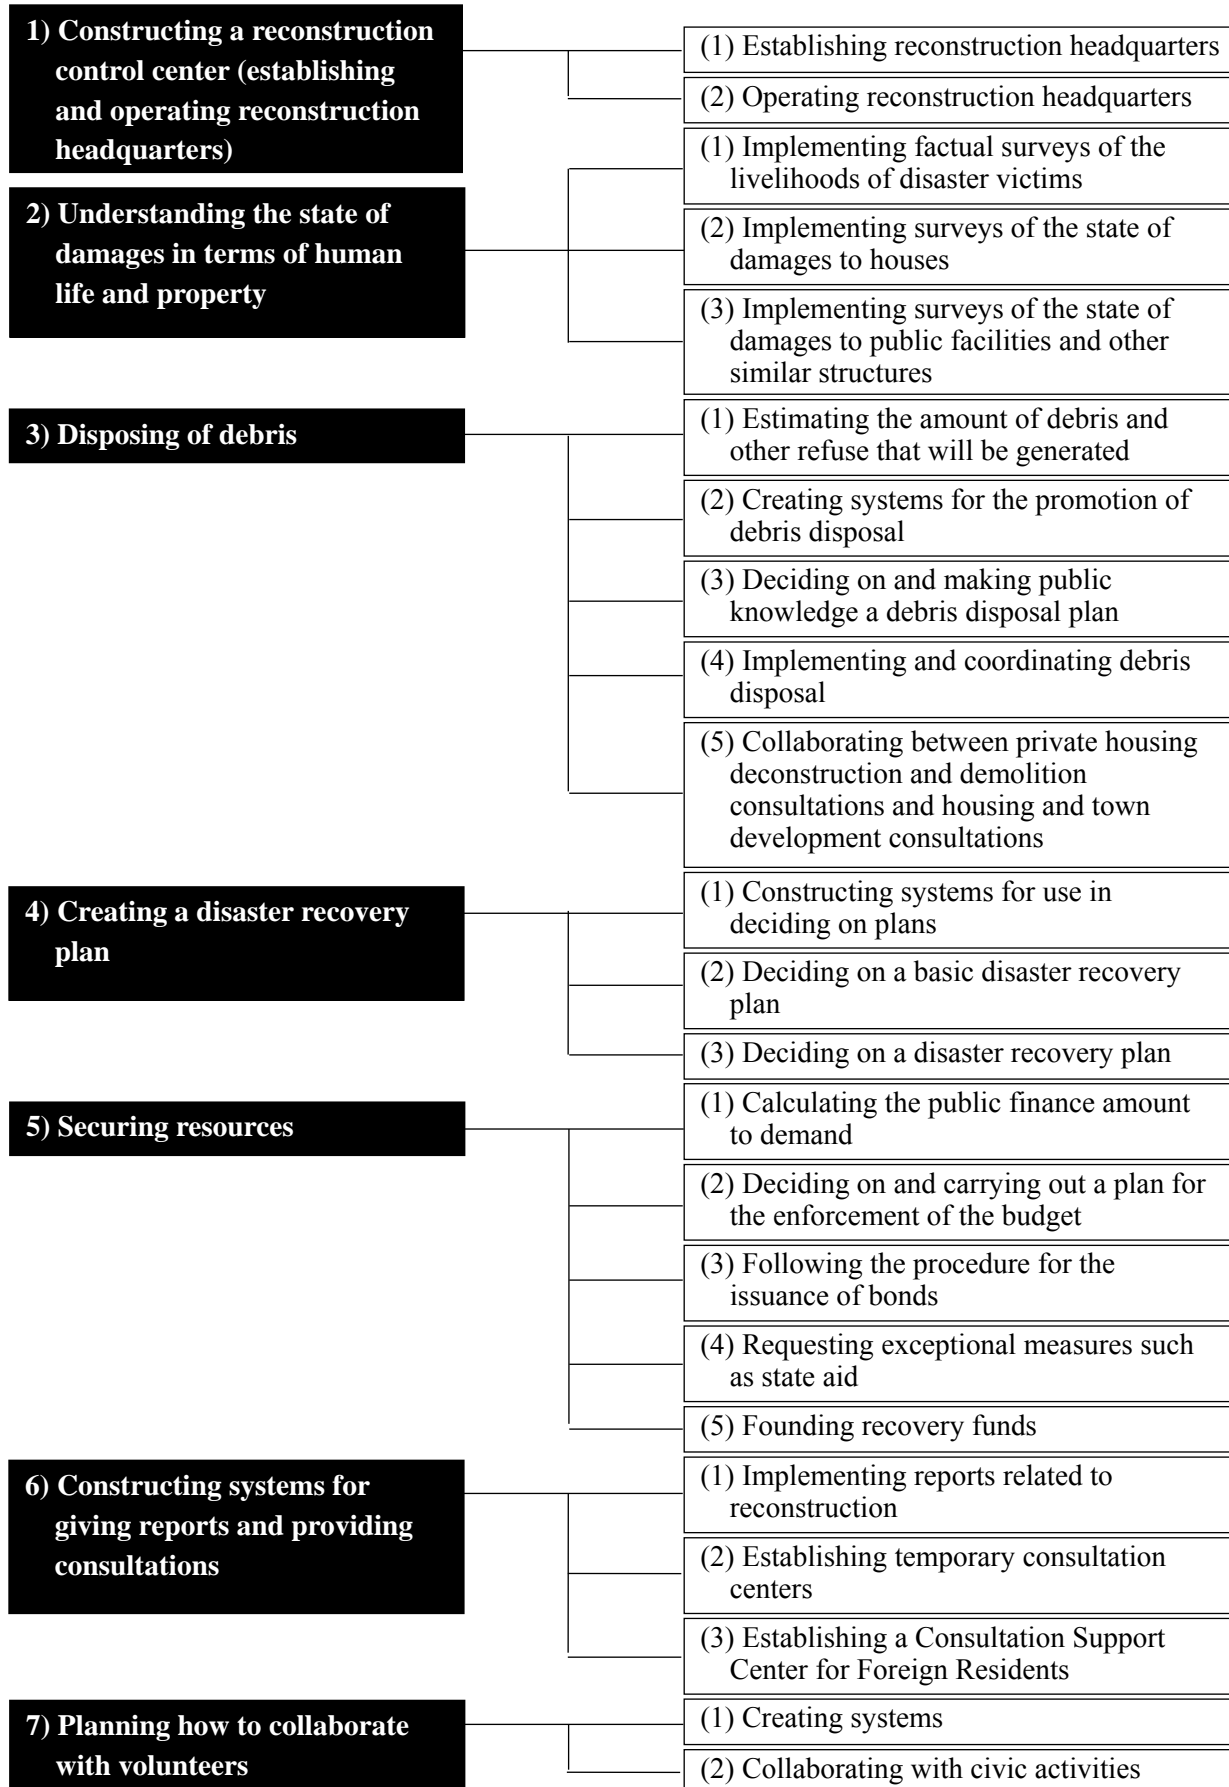 1) Constructing a reconstruction
control center (establishing
and operating reconstruction
headquarters)
(1) Establishing reconstruction headquarters
(2) Operating reconstruction headquarters
2) Understanding the state of
damages in terms of human
life and property
(1) Implementing factual surveys of the
livelihoods of disaster victims
(2) Implementing surveys of the state of
damages to houses
(3) Implementing surveys of the state of
damages to public facilities and other
similar structures
3) Disposing of debris
(1) Estimating the amount of debris and
other refuse that will be generated
(2) Creating systems for the promotion of
debris disposal
(3) Deciding on and making public
knowledge a debris disposal plan
(4) Implementing and coordinating debris
disposal
(5) Collaborating between private housing
deconstruction and demolition
consultations and housing and town
development consultations
4) Creating a disaster recovery
plan
(1) Constructing systems for use in
deciding on plans
(2) Deciding on a basic disaster recovery
plan
(3) Deciding on a disaster recovery plan
5) Securing resources
(1) Calculating the public finance amount
to demand
(2) Deciding on and carrying out a plan for
the enforcement of the budget
(3) Following the procedure for the
issuance of bonds
(4) Requesting exceptional measures such
as state aid
(5) Founding recovery funds
6) Constructing systems for
giving reports and providing
consultations
(1) Implementing reports related to
reconstruction
(2) Establishing temporary consultation
centers
(3) Establishing a Consultation Support
Center for Foreign Residents
7) Planning how to collaborate
with volunteers
(1) Creating systems
(2) Collaborating with civic activities